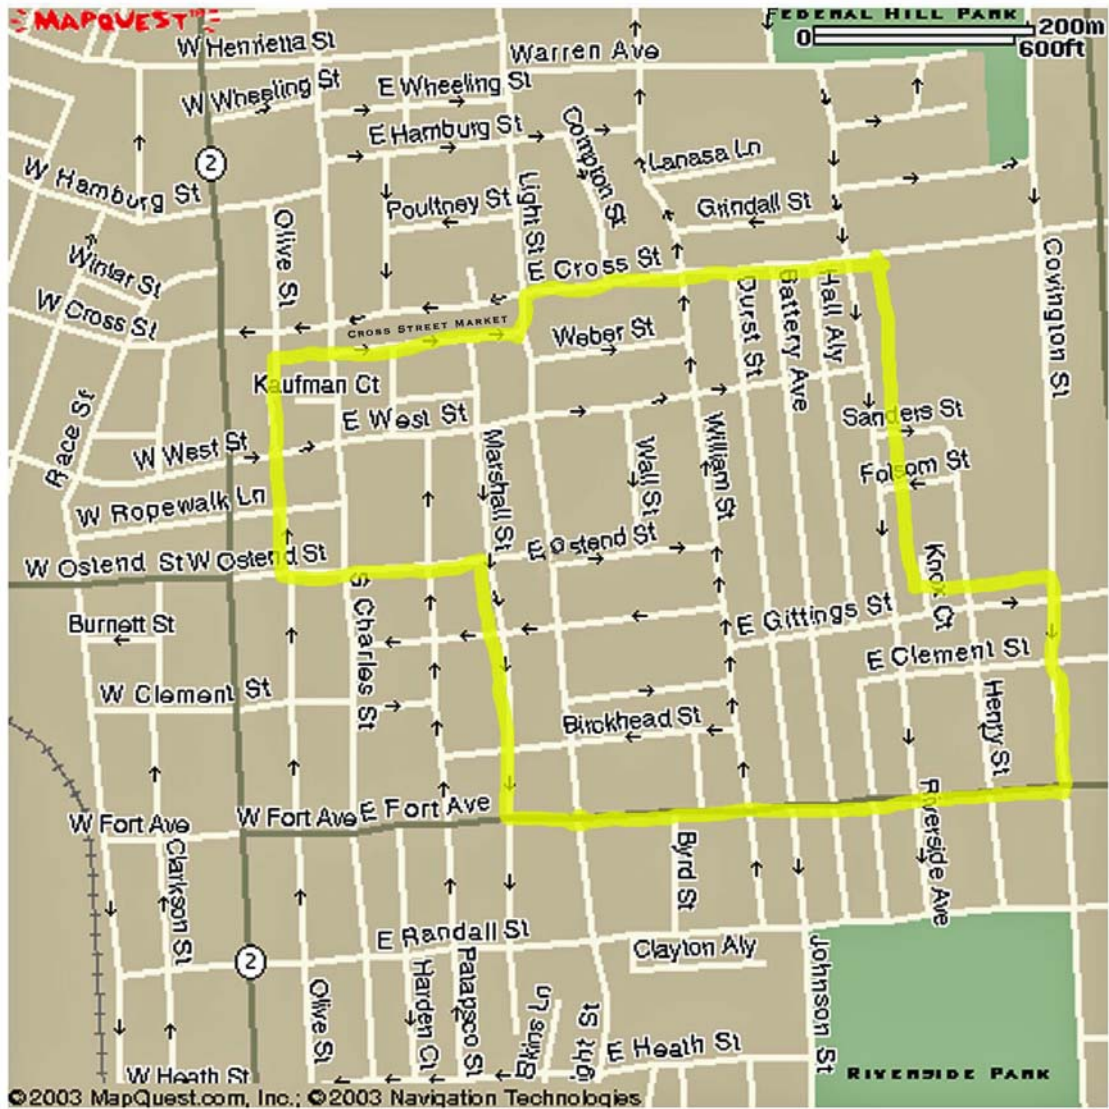 MAPQUEST
FEDERAL HILL PARK
200m
0
600ft
W Henrietta St
Warren Ave
W Wheeling St
E Wheeling St
E Hamburg St
Compton St
Lanasa Ln
2
W Hamburg St
Poultney St
Light St
Grindall St
Olive St
Winter St
E Cross St
Covington St
W Cross St
CROSS STREET MARKET
Weber St
Durst St
Battery Ave
Hall Aly
Kaufman Ct
Race St
E West St
Sanders St
W West St
Marshall St
Wall St
William St
Folsom St
W Ropewalk Ln
W Ostend St
W Ostend St
E Ostend St
Knox Ct
S Charles St
Burnett St
E Gittings St
E Clement St
W Clement St
Henry St
Birckhead St
W Fort Ave
W Fort Ave
E Fort Ave
Riverside Ave
Clarkson St
Byrd St
E Randall St
Clayton Aly
2
Olive St
Harden Ct
Patapsco St
Elkins Ln
Johnson St
E Heath St
W Heath St
RIVERSIDE PARK
©2003 MapQuest.com, Inc.; ©2003 Navigation Technologies